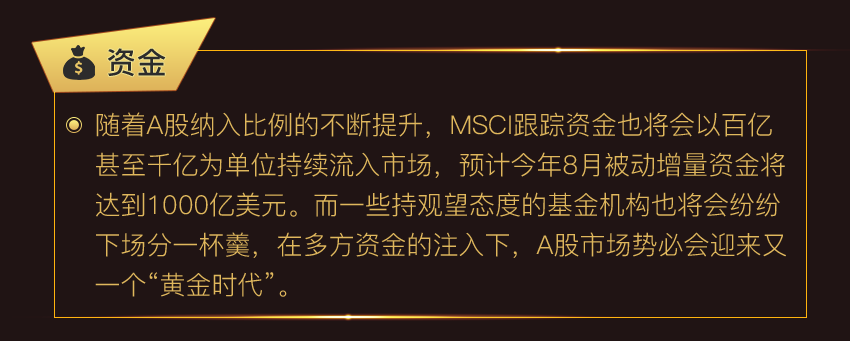 资金
随着A股纳入比例的不断提升，MSCI跟踪资金也将会以百亿
甚至千亿为单位持续流入市场，预计今年8月被动增量资金将
达到1000亿美元。而一些持观望态度的基金机构也将会纷纷
下场分一杯羹，在多方资金的注入下，A股市场势必会迎来又
一个“黄金时代”。